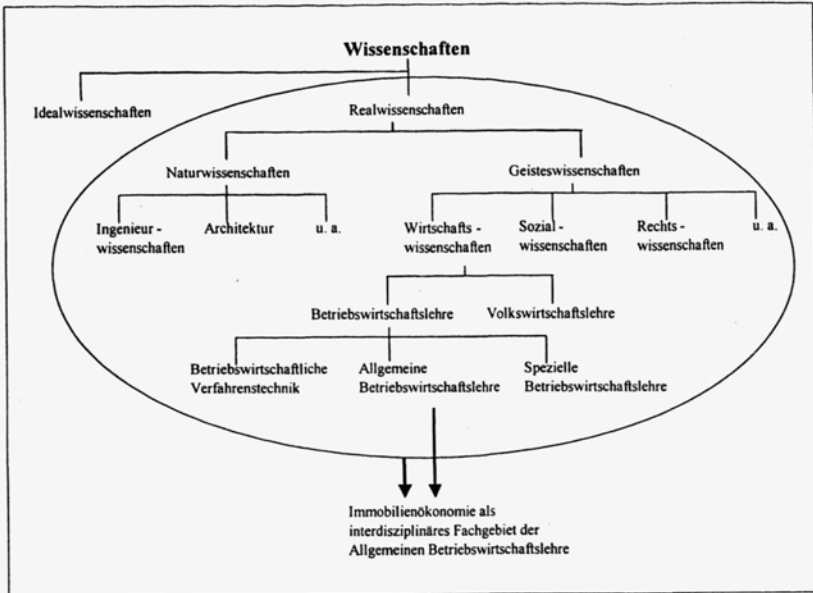 Wissenschaften
Idealwissenschaften
Realwissenschaften
Naturwissenschaften
Geisteswissenschaften
Ingenieur -
wissenschaften
Architektur
u. a.
Wirtschafts -
wissenschaften
Sozial -
wissenschaften
Rechts -
wissenschaften
u. a.
Betriebswirtschaftslehre
Volkswirtschaftslehre
Betriebswirtschaftliche
Verfahrenstechnik
Allgemeine
Betriebswirtschaftslehre
Spezielle
Betriebswirtschaftslehre
Immobilienökonomie als
interdisziplinäres Fachgebiet der
Allgemeinen Betriebswirtschaftslehre